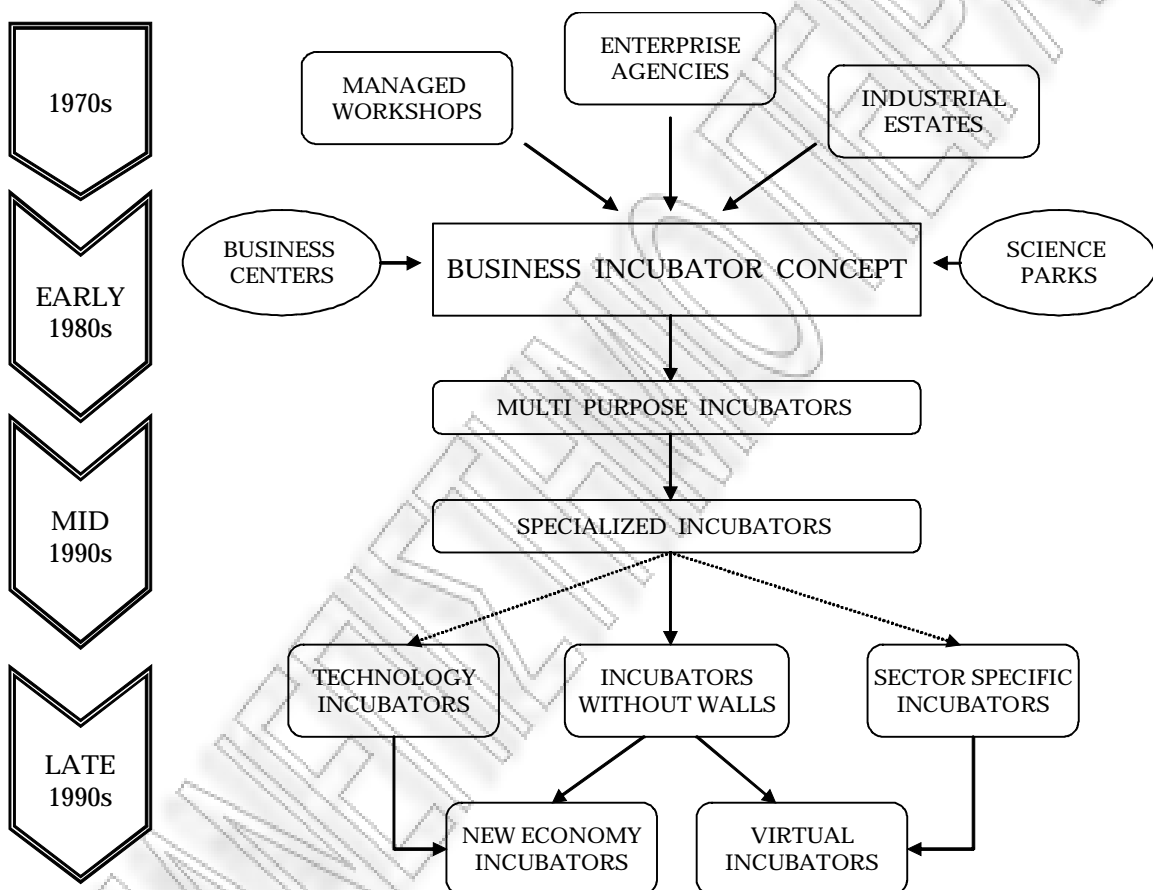 1970s
MANAGED
WORKSHOPS
ENTERPRISE
AGENCIES
INDUSTRIAL
ESTATES
EARLY
1980s
BUSINESS
CENTERS
BUSINESS INCUBATOR CONCEPT
SCIENCE
PARKS
MULTI PURPOSE INCUBATORS
MID
1990s
SPECIALIZED INCUBATORS
TECHNOLOGY
INCUBATORS
INCUBATORS
WITHOUT WALLS
SECTOR SPECIFIC
INCUBATORS
LATE
1990s
NEW ECONOMY
INCUBATORS
VIRTUAL
INCUBATORS